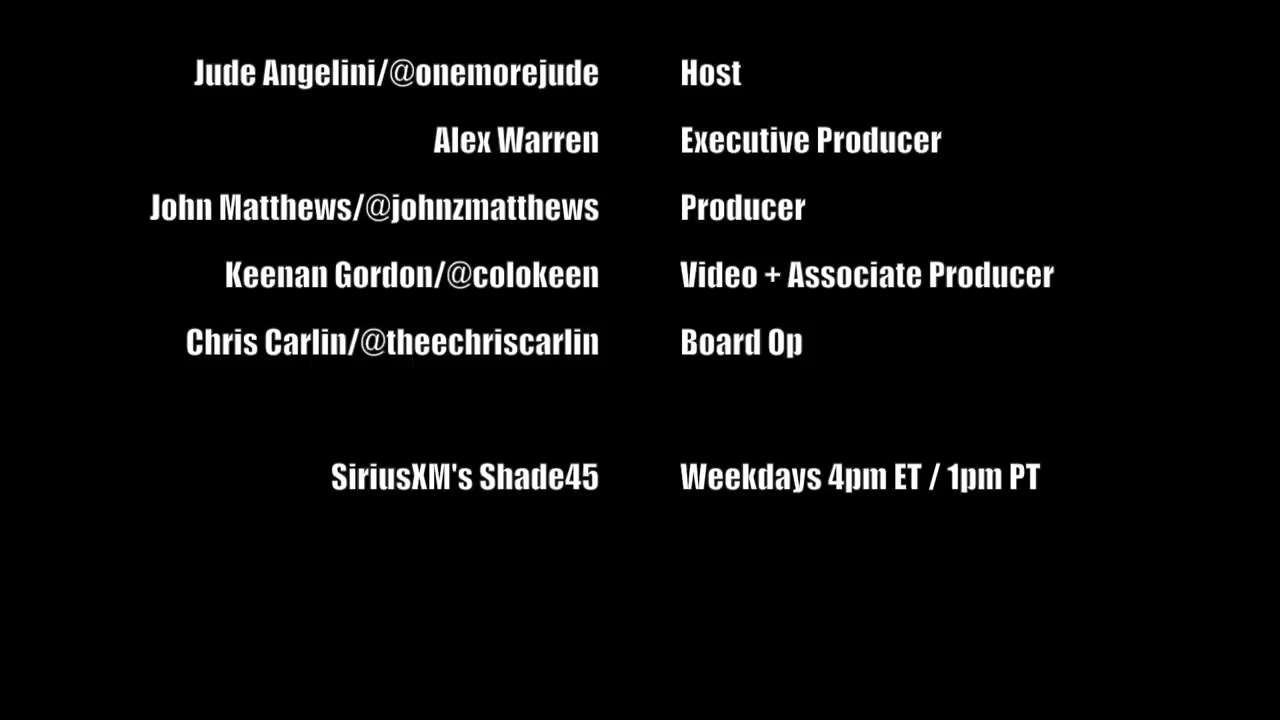 Jude Angelini/@onemorejude Host
Alex Warren Executive Producer
John Matthews/@johnzmatthews Producer
Keenan Gordon/@colokeen Video + Associate Producer
Chris Carlin/@theechriscarlin Board Op
SiriusXM's Shade45 Weekdays 4pm ET / 1pm PT